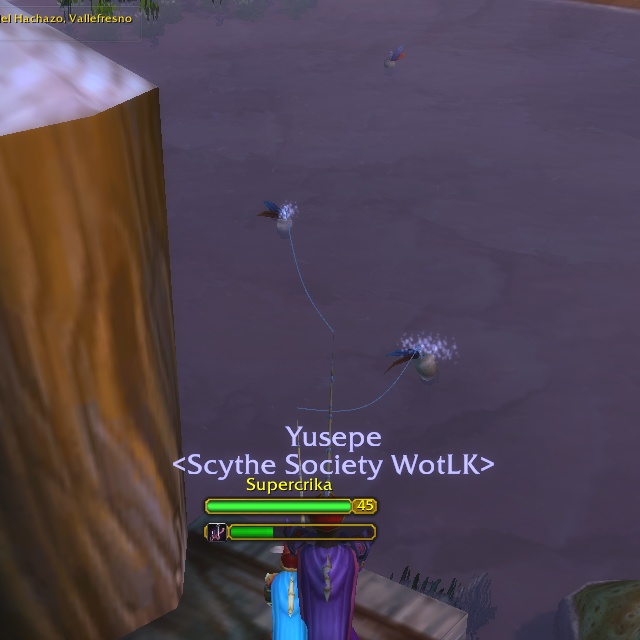 el Hachazo, Vallefresno
Yusepe
<Scythe Society WotLK>
Supercrika
45